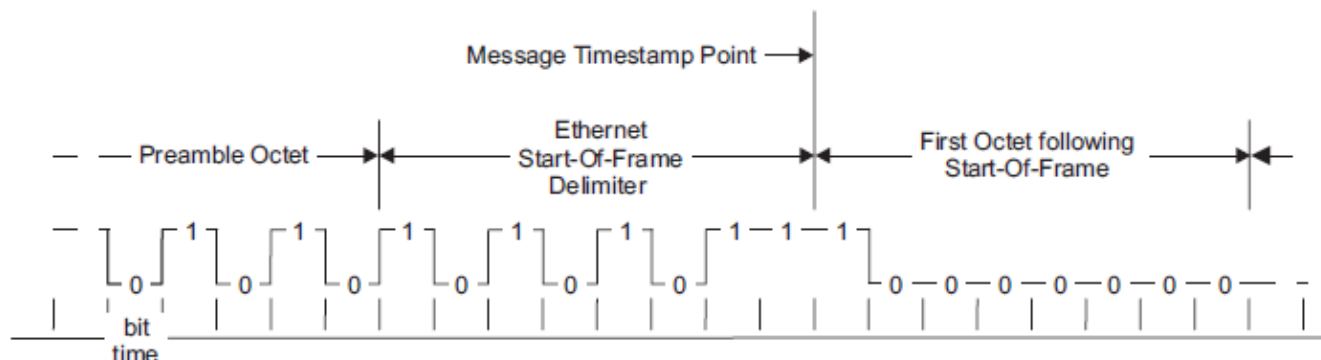 Message Timestamp Point
Preamble Octet
Ethernet
Start-Of-Frame
Delimiter
First Octet following
Start-Of-Frame
0 1 0 1 0 1 0 1 0 1 0 1 1 1 0 0 0 0 0 0 0
bit
time